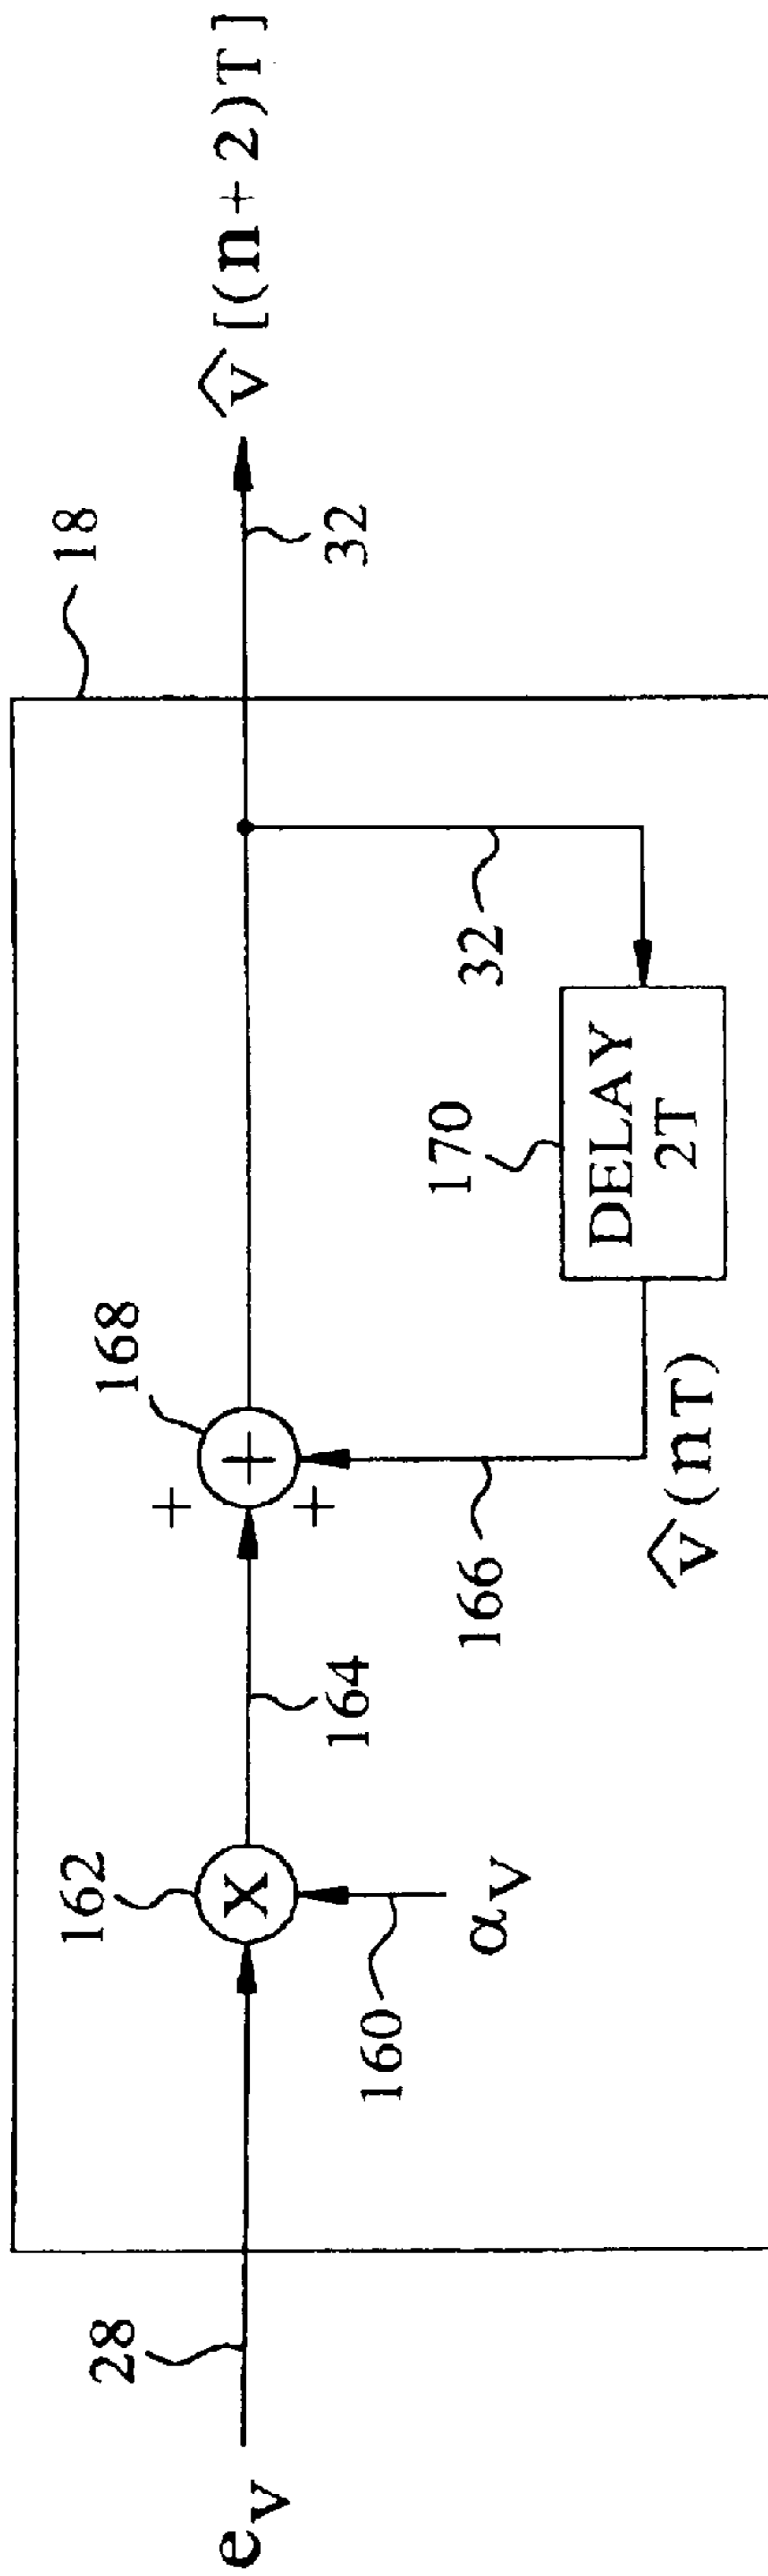 18
v̂[(n+2)T]
32
168
162
28
e_v
X
+
+
+
164
160
α_v
166
32
170
DELAY
2T
v̂(nT)